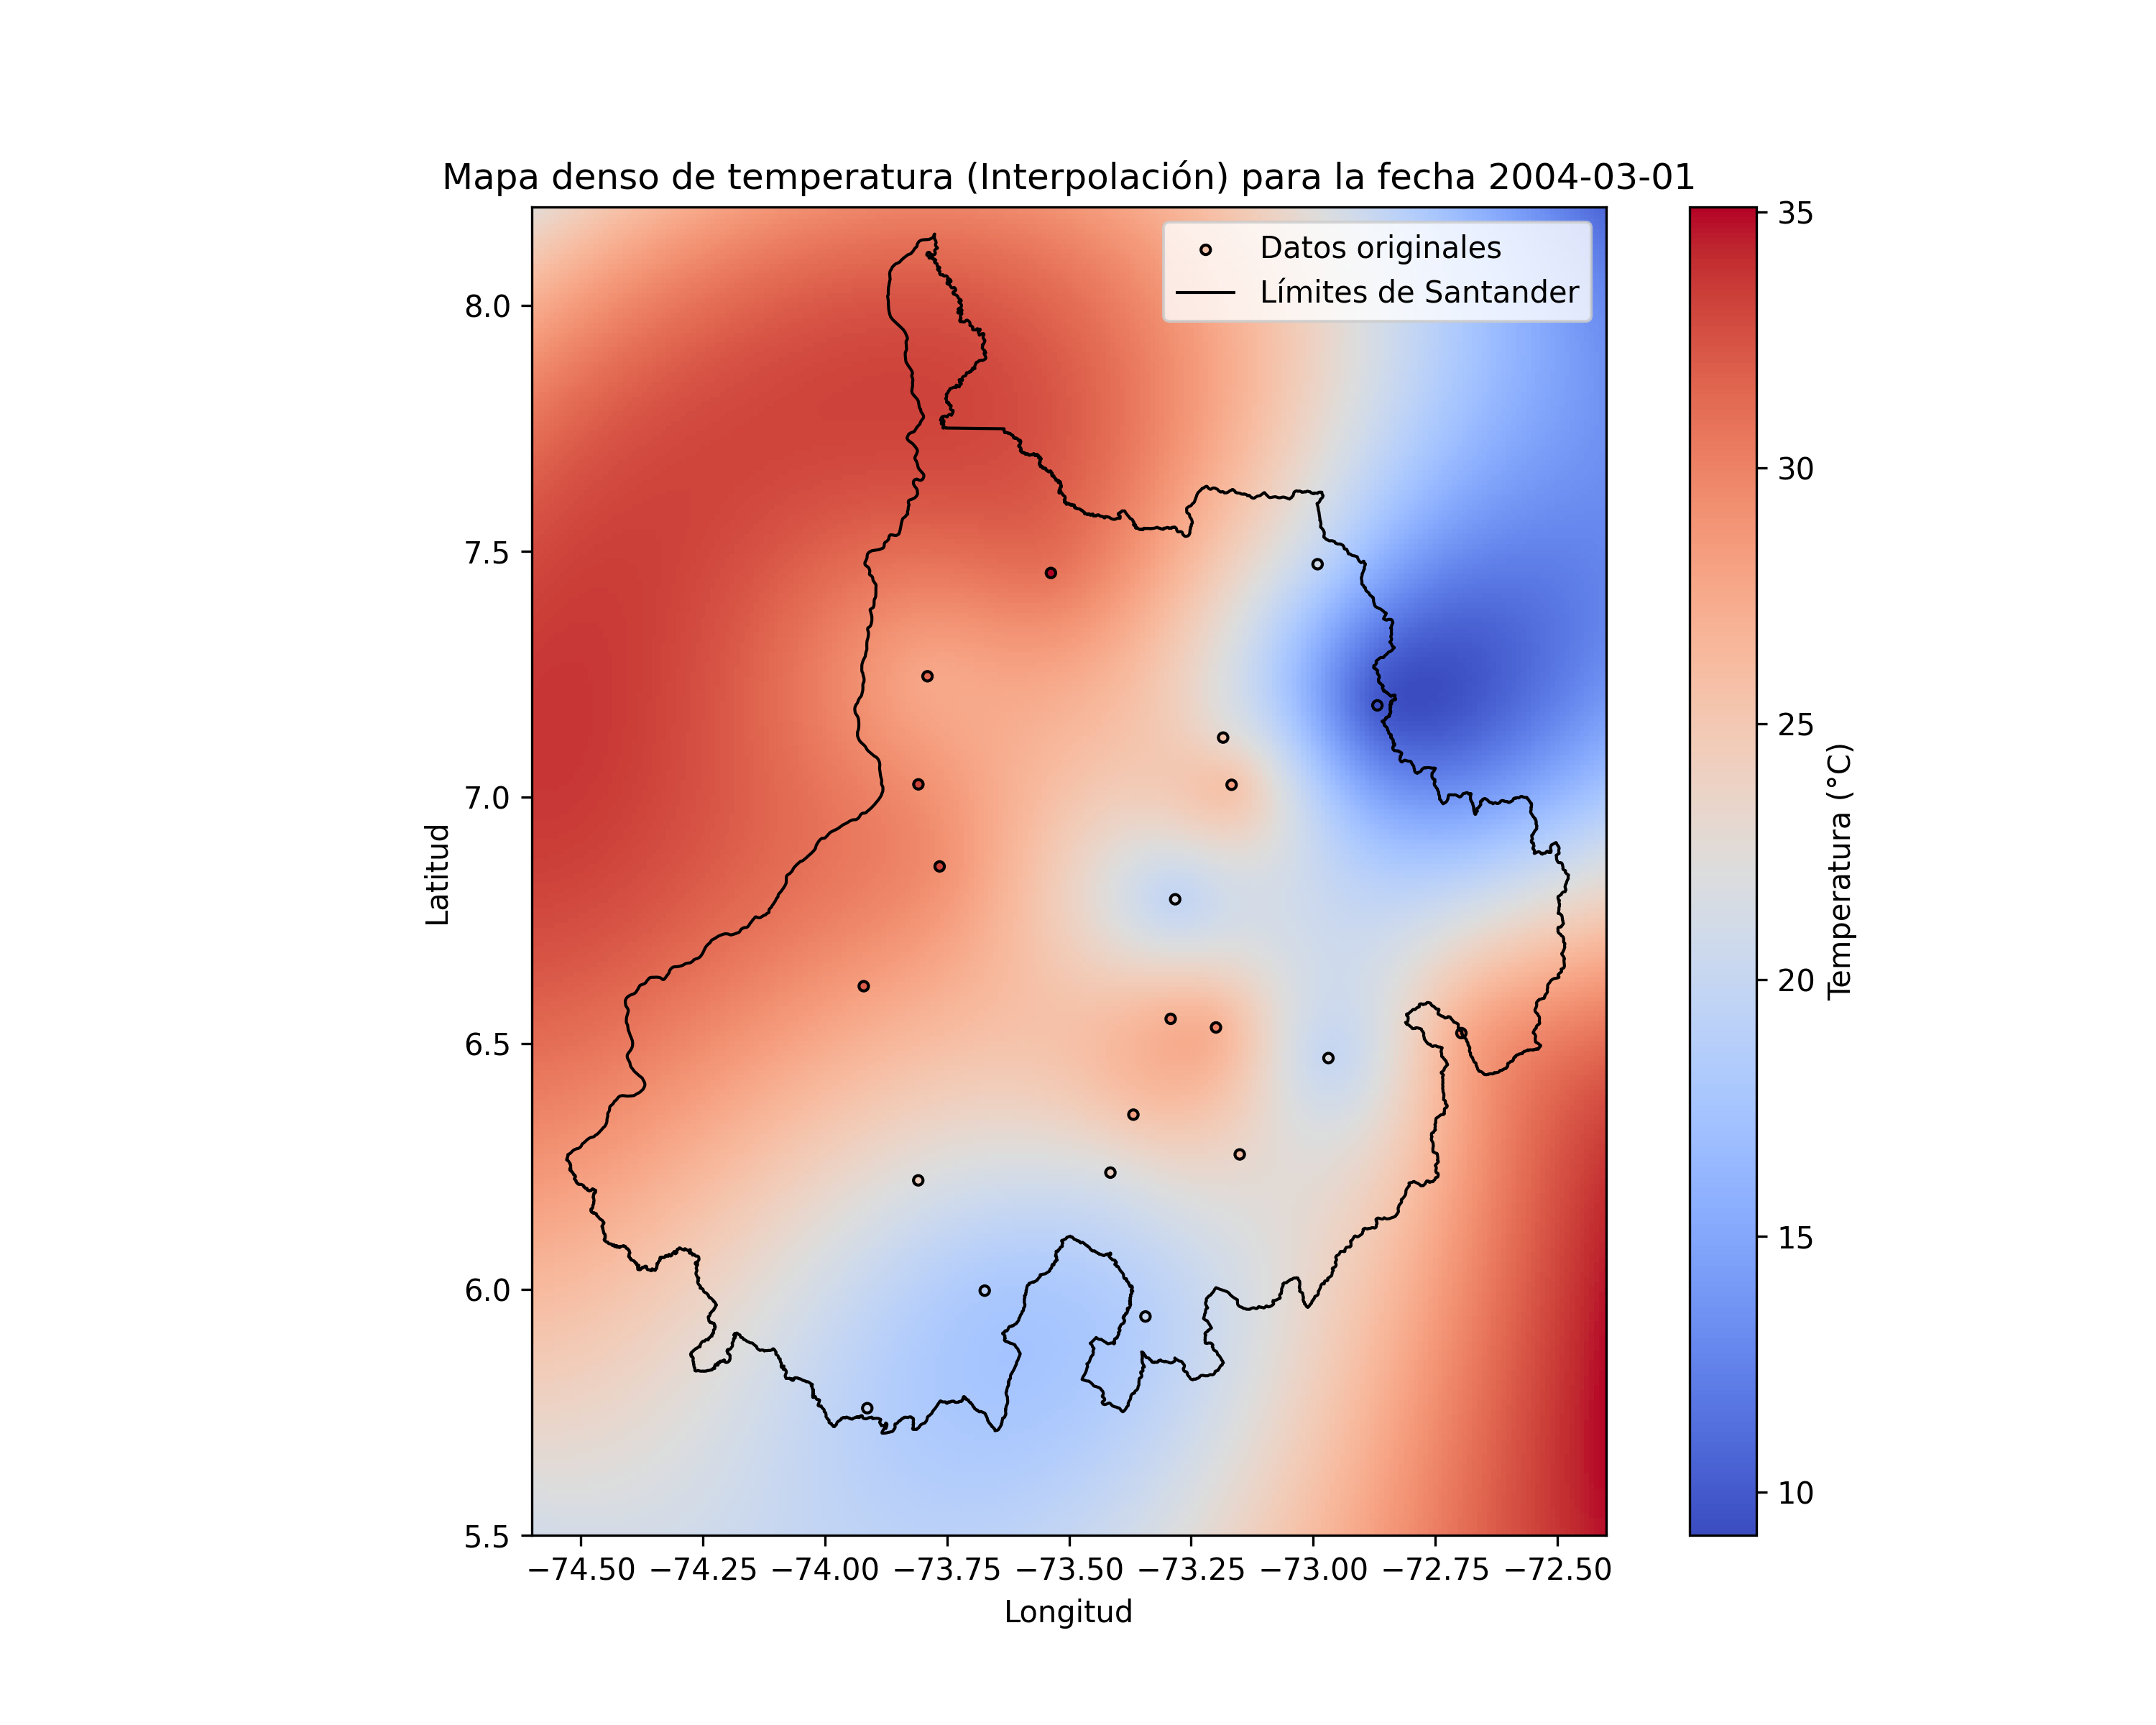 Mapa denso de temperatura (Interpolación) para la fecha 2004-03-01
Datos originales
Límites de Santander
8.0
7.5
7.0
6.5
6.0
5.5
Latitud
−74.50 −74.25 −74.00 −73.75 −73.50 −73.25 −73.00 −72.75 −72.50
Longitud
35
30
25
20
15
10
Temperatura (°C)